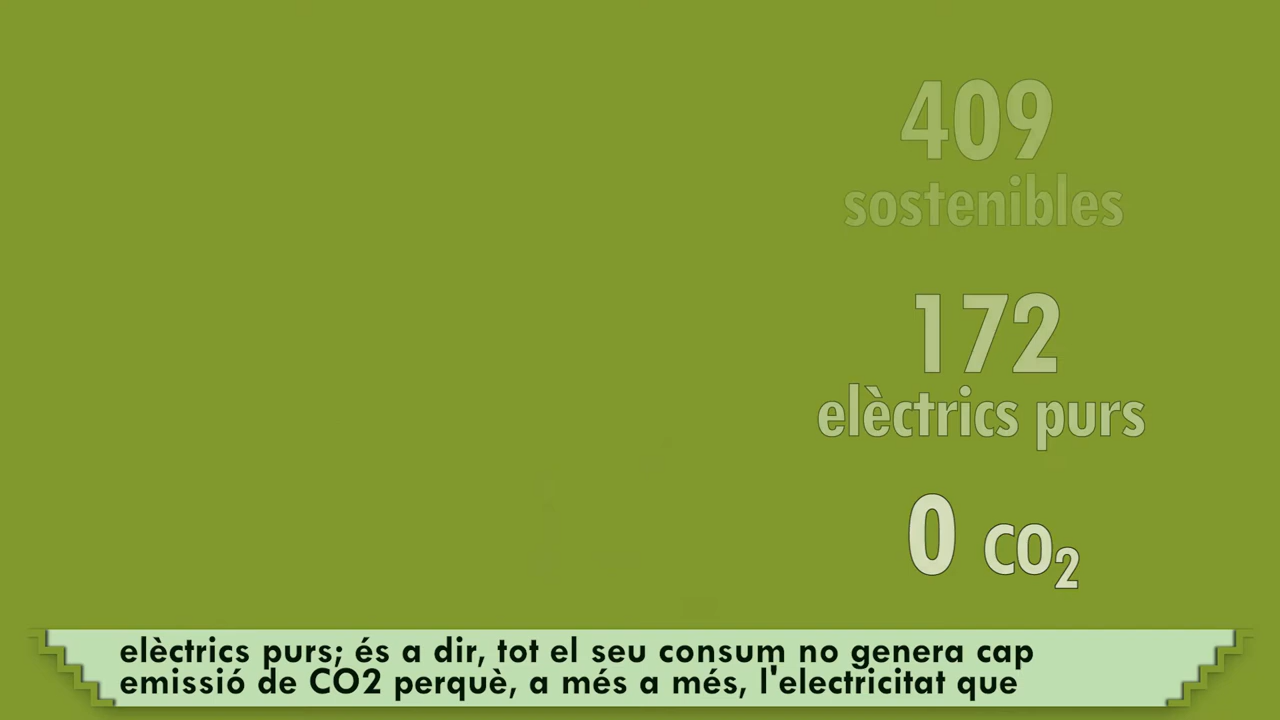 409
sostenibles
172
elèctrics purs
0 CO₂
elèctrics purs; és a dir, tot el seu consum no genera cap
emissió de CO2 perquè, a més a més, l'electricitat que